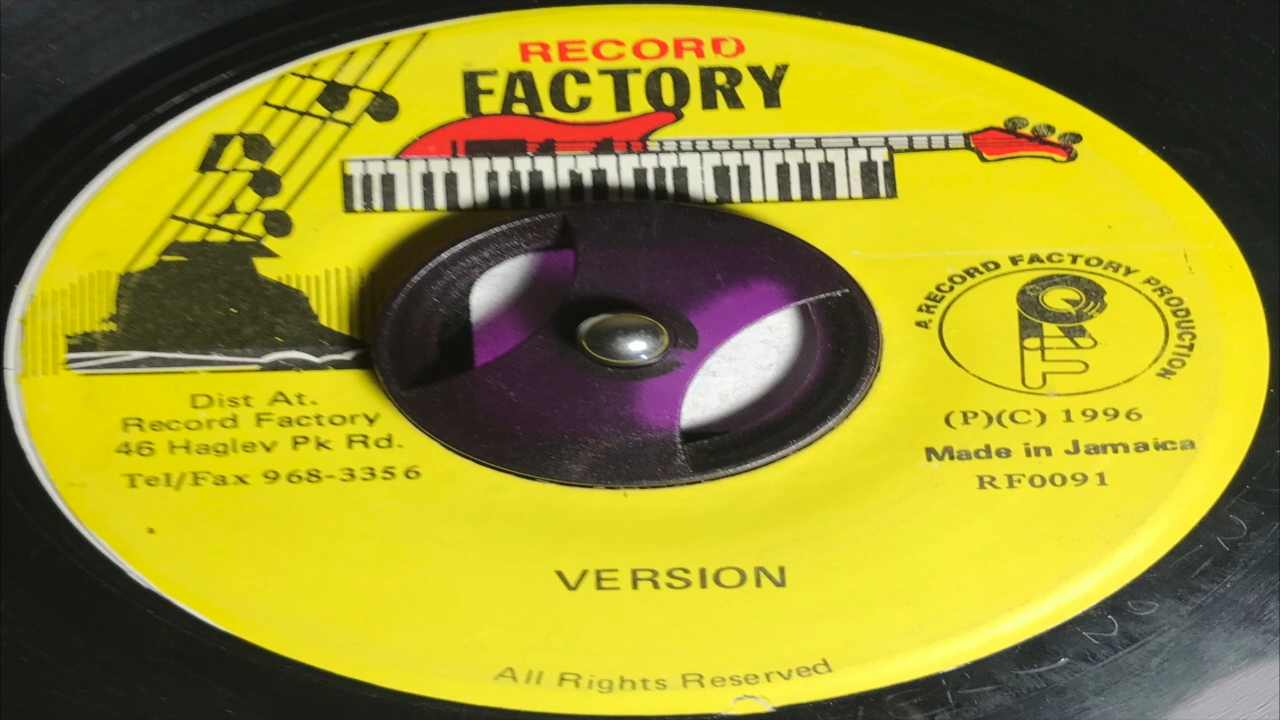 RECORD
FACTORY
A RECORD FACTORY PRODUCTION
RF
Dist At.
Record Factory
46 Haglev Pk Rd.
Tel/Fax 968-3356
(P)(C) 1996
Made in Jamaica
RF0091
VERSION
All Rights Reserved